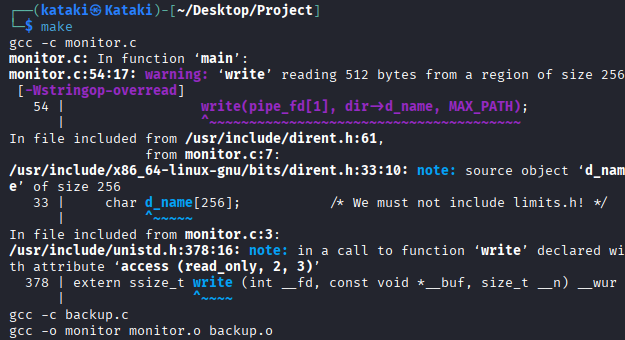 ┌──(kataki㉿Kataki)-[~/Desktop/Project]
└─$ make
gcc -c monitor.c
monitor.c: In function ‘main’:
monitor.c:54:17: warning: ‘write’ reading 512 bytes from a region of size 256
[-Wstringop-overread]
54 | write(pipe_fd[1], dir->d_name, MAX_PATH);
| ^~~~~~~~~~~~~~~~~~~~~~~~~~~~~~~~~~~~~~~~
In file included from /usr/include/dirent.h:61,
from monitor.c:7:
/usr/include/x86_64-linux-gnu/bits/dirent.h:33:10: note: source object ‘d_nam
e’ of size 256
33 | char d_name[256]; /* We must not include limits.h! */
| ^~~~~~
In file included from monitor.c:3:
/usr/include/unistd.h:378:16: note: in a call to function ‘write’ declared wi
th attribute ‘access (read_only, 2, 3)’
378 | extern ssize_t write (int __fd, const void *__buf, size_t __n) __wur
| ^~~~~
gcc -c backup.c
gcc -o monitor monitor.o backup.o